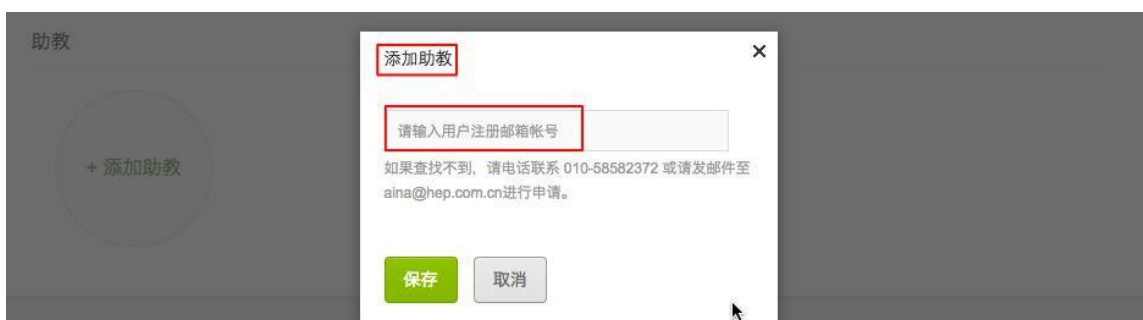 助教
添加助教
×
请输入用户注册邮箱帐号
+ 添加助教
如果查找不到，请电话联系 010-58582372 或请发邮件至
aina@hep.com.cn进行申请。
保存
取消